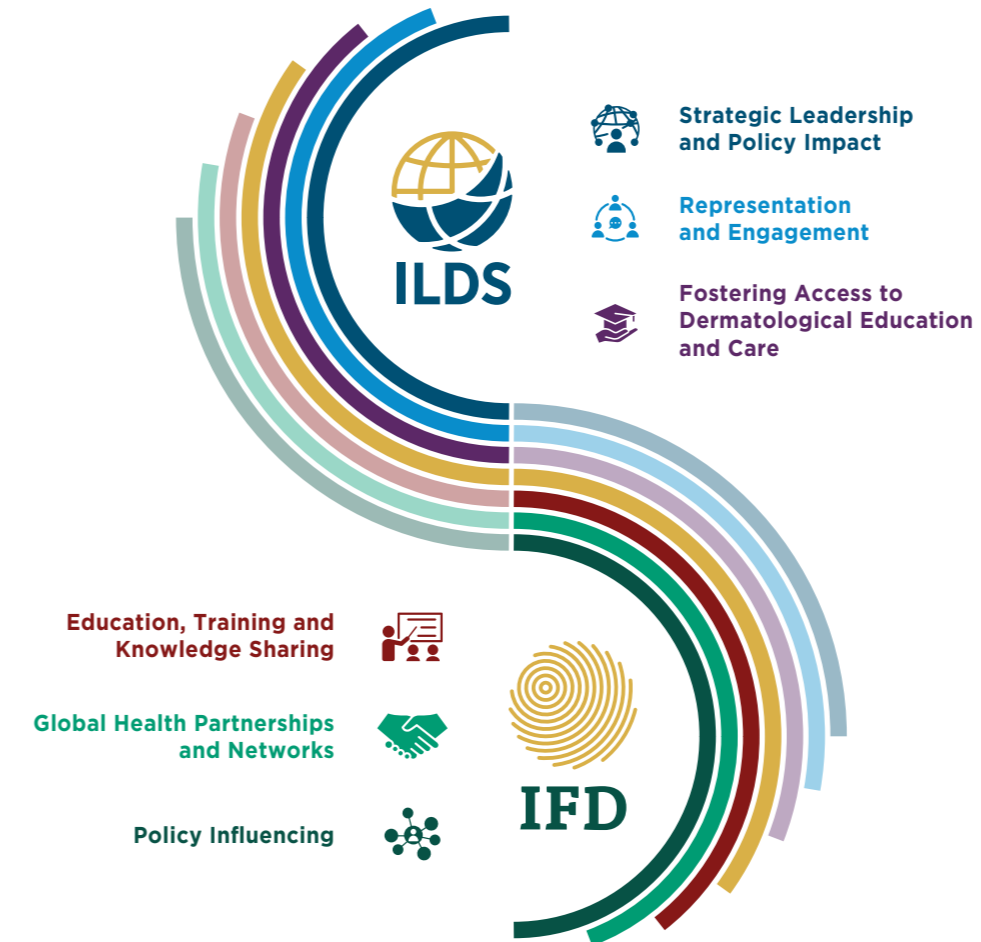 Strategic Leadership
and Policy Impact
ILDS
Representation
and Engagement
Fostering Access to
Dermatological Education
and Care
Education, Training and
Knowledge Sharing
Global Health Partnerships
and Networks
IFD
Policy Influencing